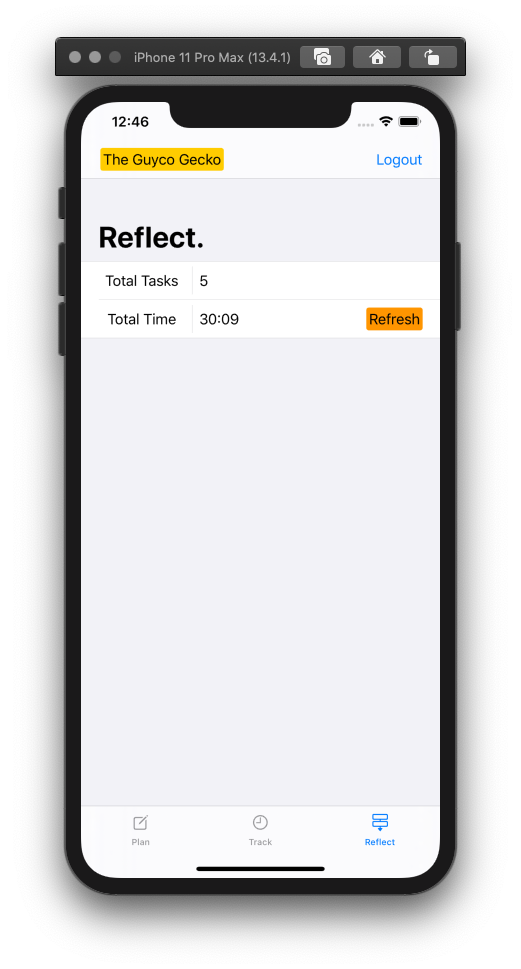 iPhone 11 Pro Max (13.4.1)
12:46
The Guyco Gecko Logout
Reflect.
Total Tasks 5
Total Time 30:09 Refresh
Plan Track Reflect